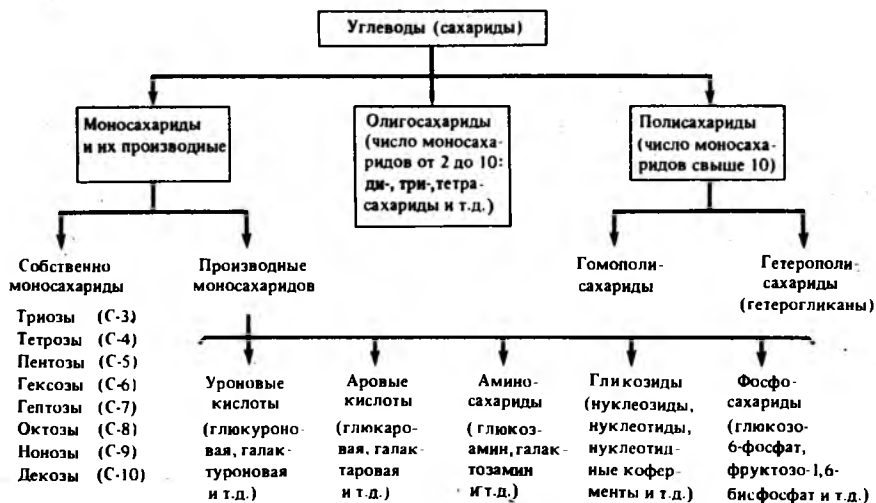 Углеводы (сахариды)
Моносахариды
и их производные
Олигосахариды
(число моносаха-
ридов от 2 до 10:
ди-, три-,тетра-
сахариды и т.д.)
Полисахариды
(число моносаха-
ридов свыше 10)
Собственно
моносахариды
Триозы (С-3)
Тетрозы (С-4)
Пентозы (С-5)
Гексозы (С-6)
Гептозы (С-7)
Октозы (С-8)
Нонозы (С-9)
Декозы (С-10)
Производные
моносахаридов
Гомополи-
сахариды
Гетерополи-
сахариды
(гетерогликаны)
Уроновые
кислоты
(глюкуроно-
вая, галак-
туроновая
и т.д.)
Аровые
кислоты
(глюкаро-
вая, галак-
таровая
и т.д.)
Амино-
сахариды
(глюкоз-
амин,галак-
тозамин
и т.д.)
Гликозиды
(нуклеозиды,
нуклеотиды,
нуклеотид-
ные кофер-
менты и т.д.)
Фосфо-
сахариды
(глюкозо-
6-фосфат,
фруктозо-1,6-
бисфосфат и т.д.)